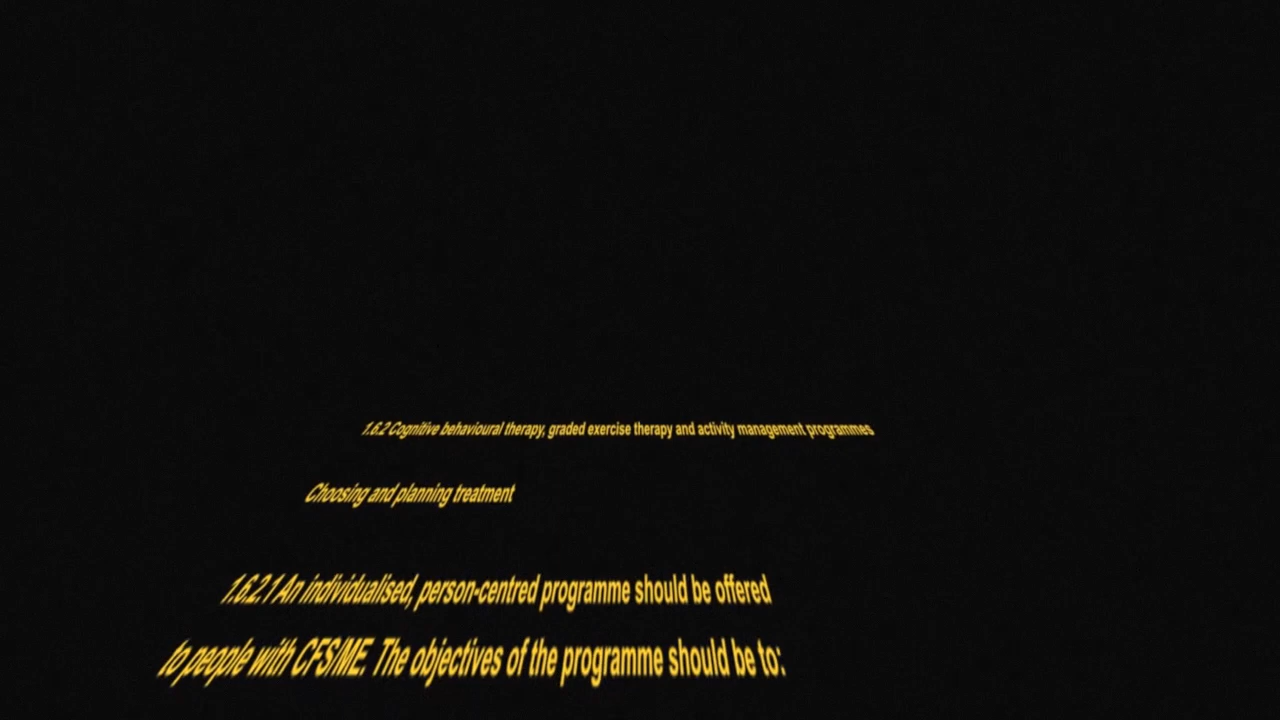 1.6.2 Cognitive behavioural therapy, graded exercise therapy and activity management programmes
Choosing and planning treatment
1.6.2.1 An individualised, person-centred programme should be offered
to people with CFS/ME. The objectives of the programme should be to: